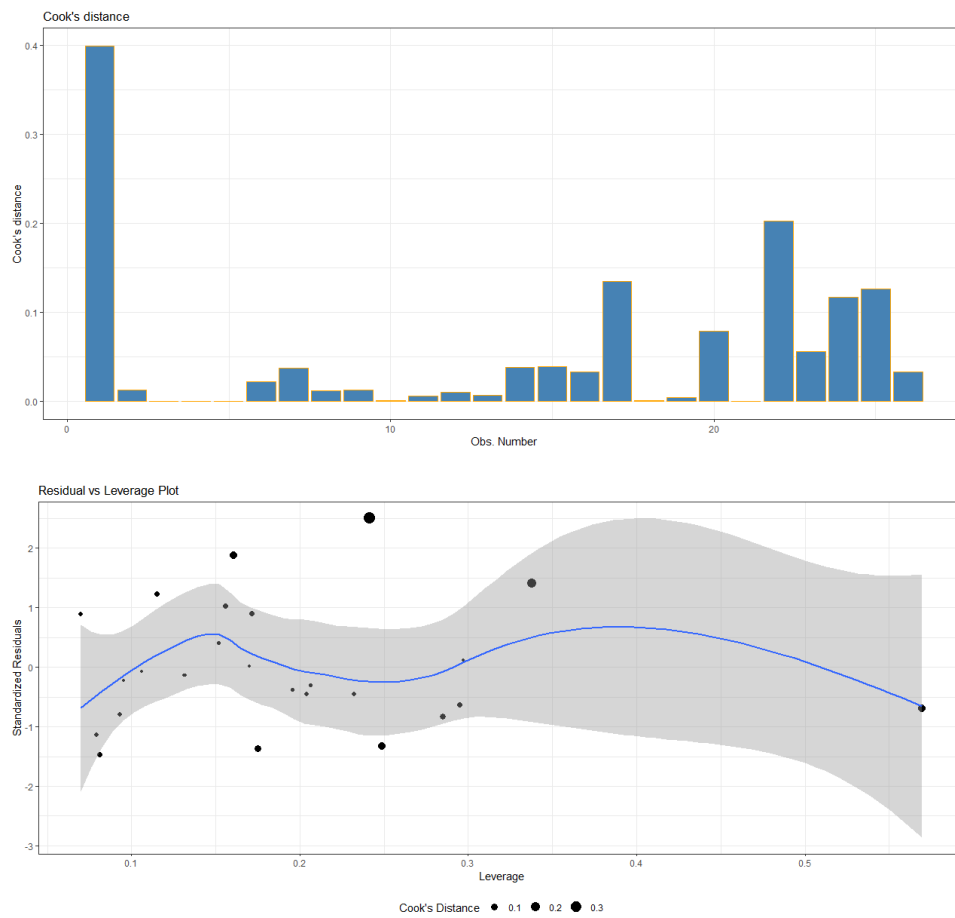 Cook's distance
0.4
0.3
0.2
0.1
0.0
Cook's distance
0
10
20
Obs. Number
Residual vs Leverage Plot
2
1
0
-1
-2
-3
Standardized Residuals
0.1
0.2
0.3
0.4
0.5
Leverage
Cook's Distance 0.1 0.2 0.3